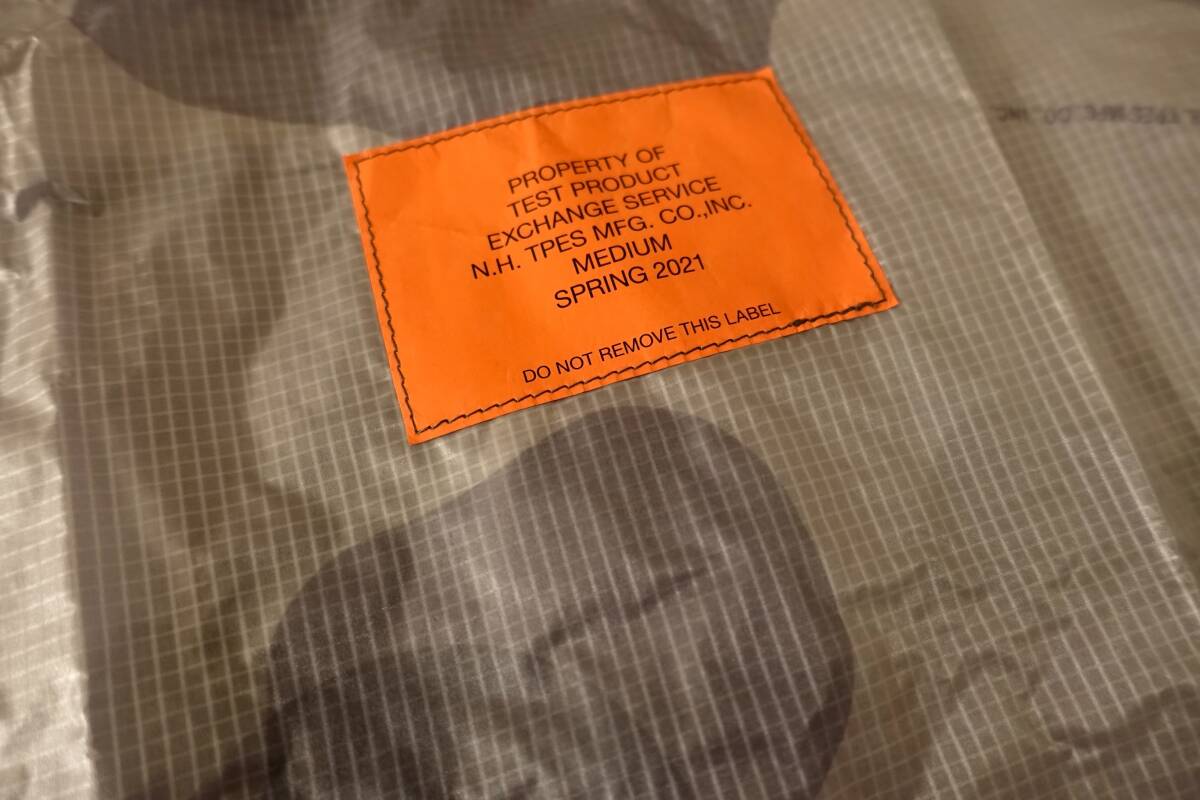 PROPERTY OF
TEST PRODUCT
EXCHANGE SERVICE
N.H. TPES MFG. CO.,INC.
MEDIUM
SPRING 2021
DO NOT REMOVE THIS LABEL